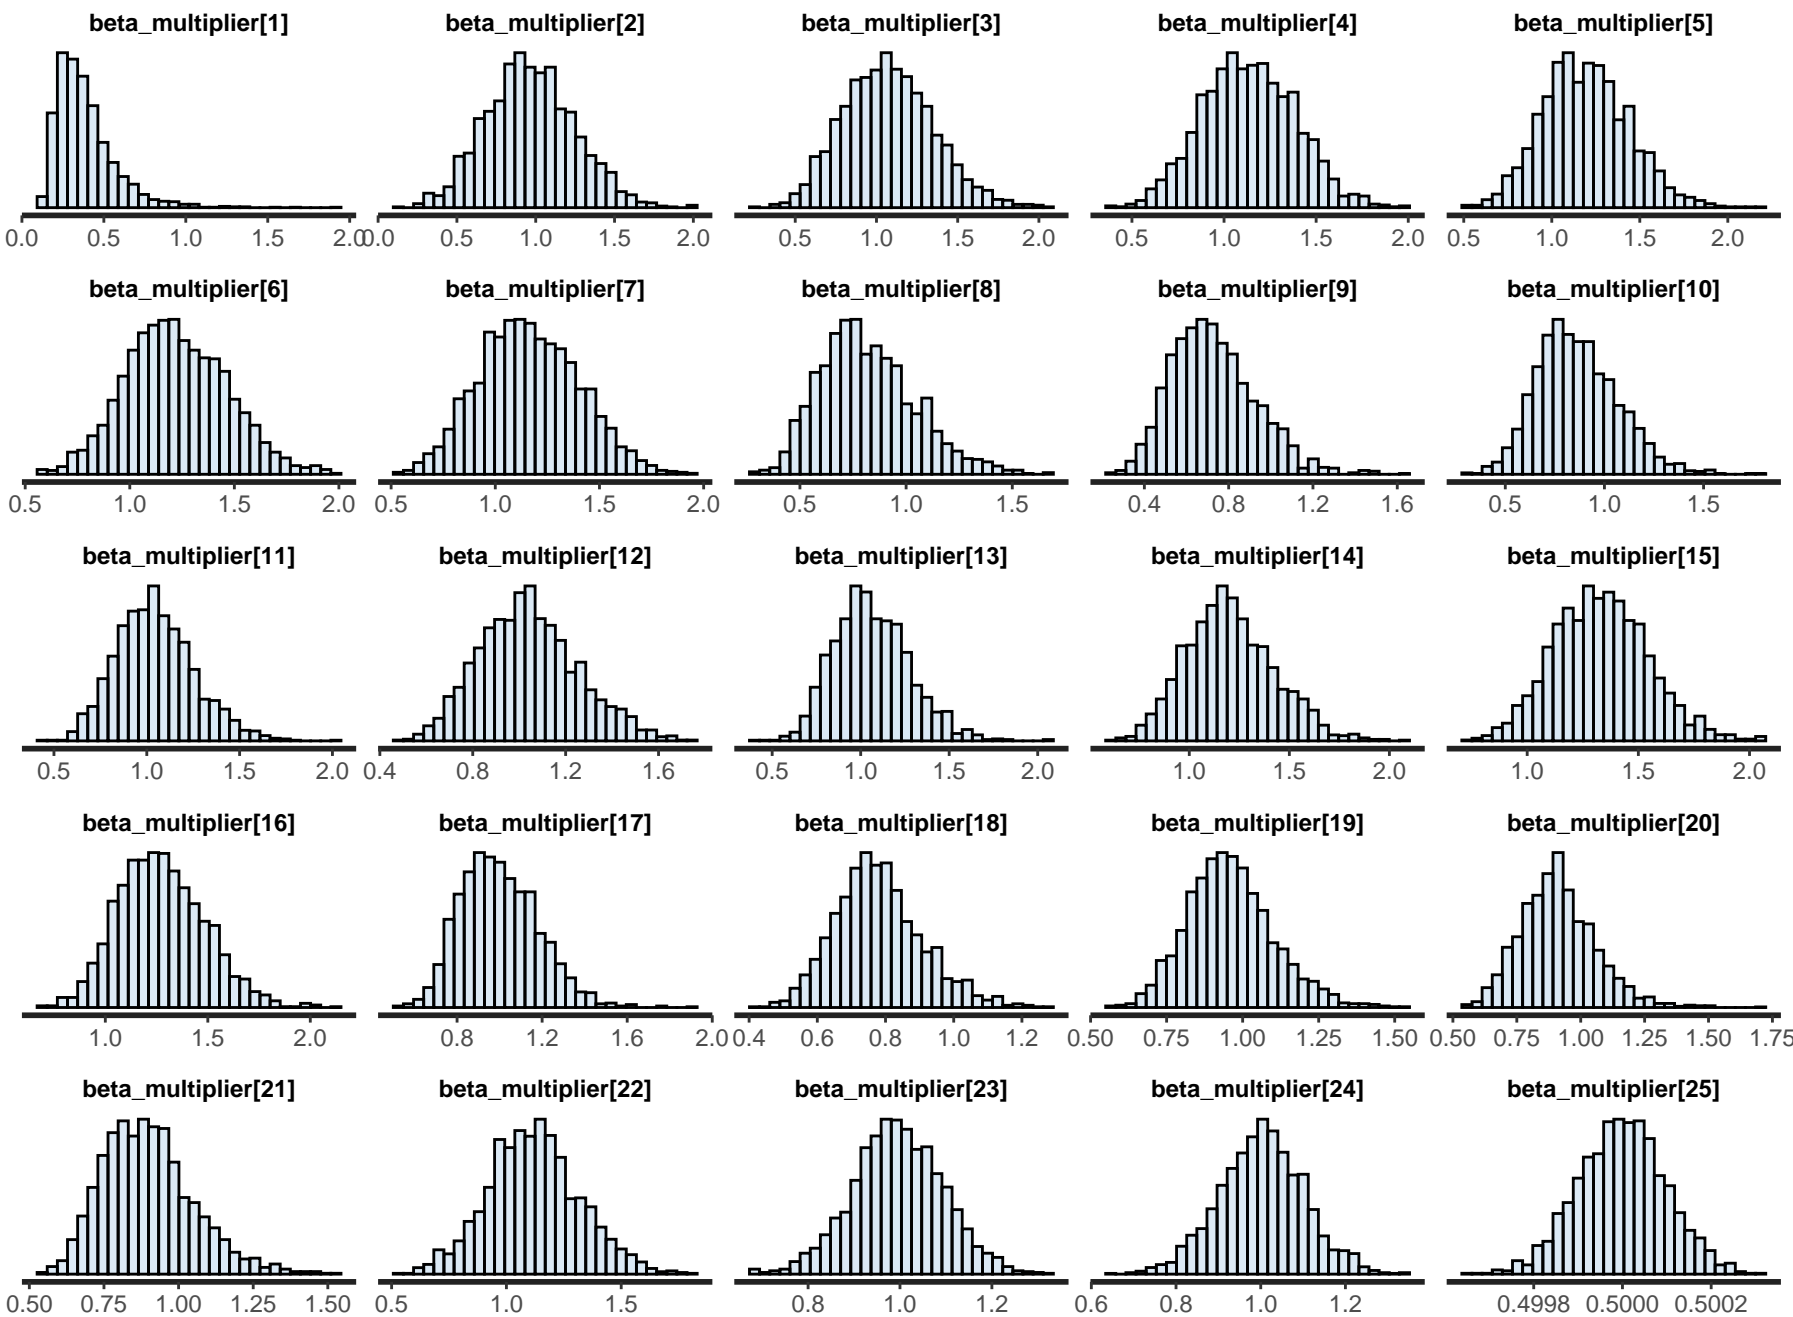 beta_multiplier[1] beta_multiplier[2] beta_multiplier[3] beta_multiplier[4] beta_multiplier[5]
0.0 0.5 1.0 1.5 2.0 0.0 0.5 1.0 1.5 2.0 0.5 1.0 1.5 2.0 0.5 1.0 1.5 2.0 0.5 1.0 1.5 2.0
beta_multiplier[6] beta_multiplier[7] beta_multiplier[8] beta_multiplier[9] beta_multiplier[10]
0.5 1.0 1.5 2.0 0.5 1.0 1.5 2.0 0.5 1.0 1.5 0.4 0.8 1.2 1.6 0.5 1.0 1.5
beta_multiplier[11] beta_multiplier[12] beta_multiplier[13] beta_multiplier[14] beta_multiplier[15]
0.5 1.0 1.5 2.0 0.4 0.8 1.2 1.6 0.5 1.0 1.5 2.0 1.0 1.5 2.0 1.0 1.5 2.0
beta_multiplier[16] beta_multiplier[17] beta_multiplier[18] beta_multiplier[19] beta_multiplier[20]
1.0 1.5 2.0 0.8 1.2 1.6 2.0 0.4 0.6 0.8 1.0 1.2 0.50 0.75 1.00 1.25 1.50 0.50 0.75 1.00 1.25 1.50 1.75
beta_multiplier[21] beta_multiplier[22] beta_multiplier[23] beta_multiplier[24] beta_multiplier[25]
0.50 0.75 1.00 1.25 1.50 0.5 1.0 1.5 0.8 1.0 1.2 0.6 0.8 1.0 1.2 0.4998 0.5000 0.5002